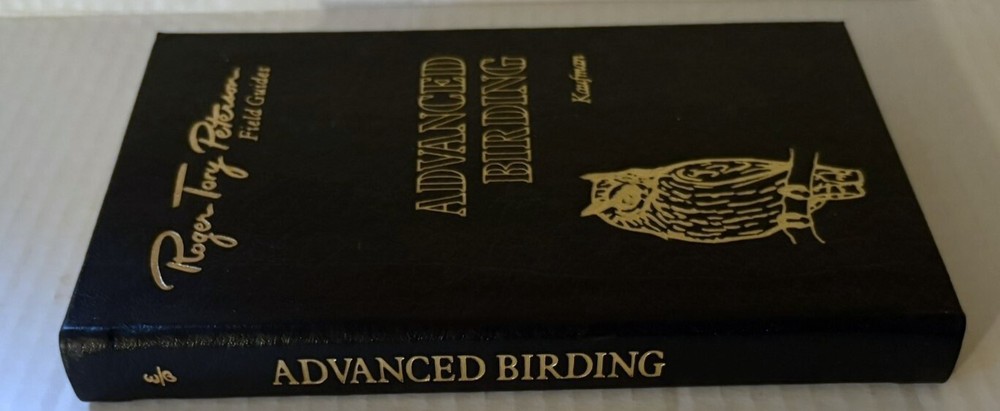 Roger Tory Peterson
Field Guides
ADVANCED
BIRDING
Kaufman
ADVANCED BIRDING